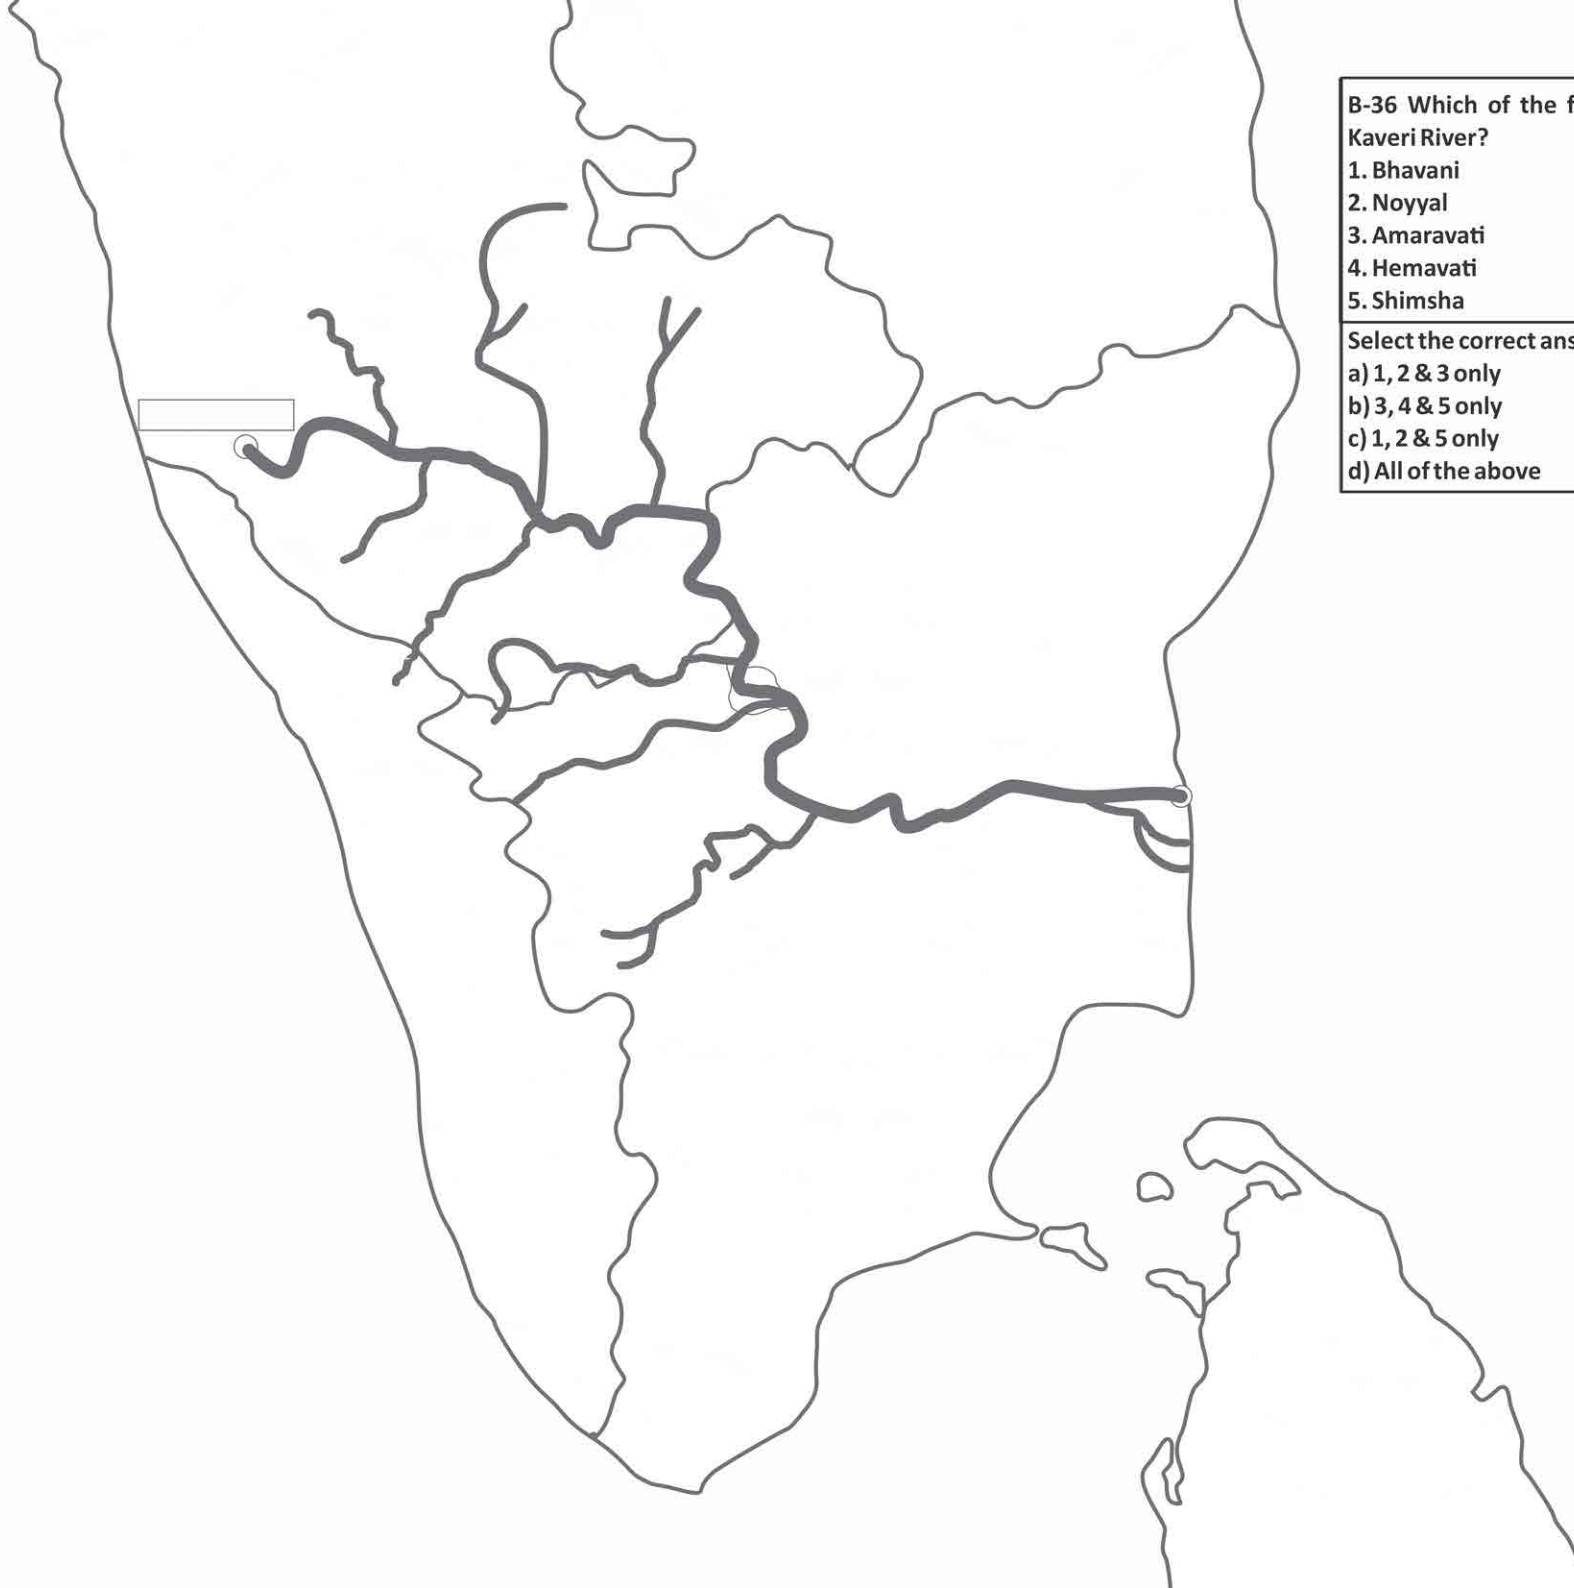 B-36 Which of the
Kaveri River?
1. Bhavani
2. Noyyal
3. Amaravati
4. Hemavati
5. Shimsha
Select the correct
a) 1, 2 & 3 only
b) 3, 4 & 5 only
c) 1, 2 & 5 only
d) All of the above